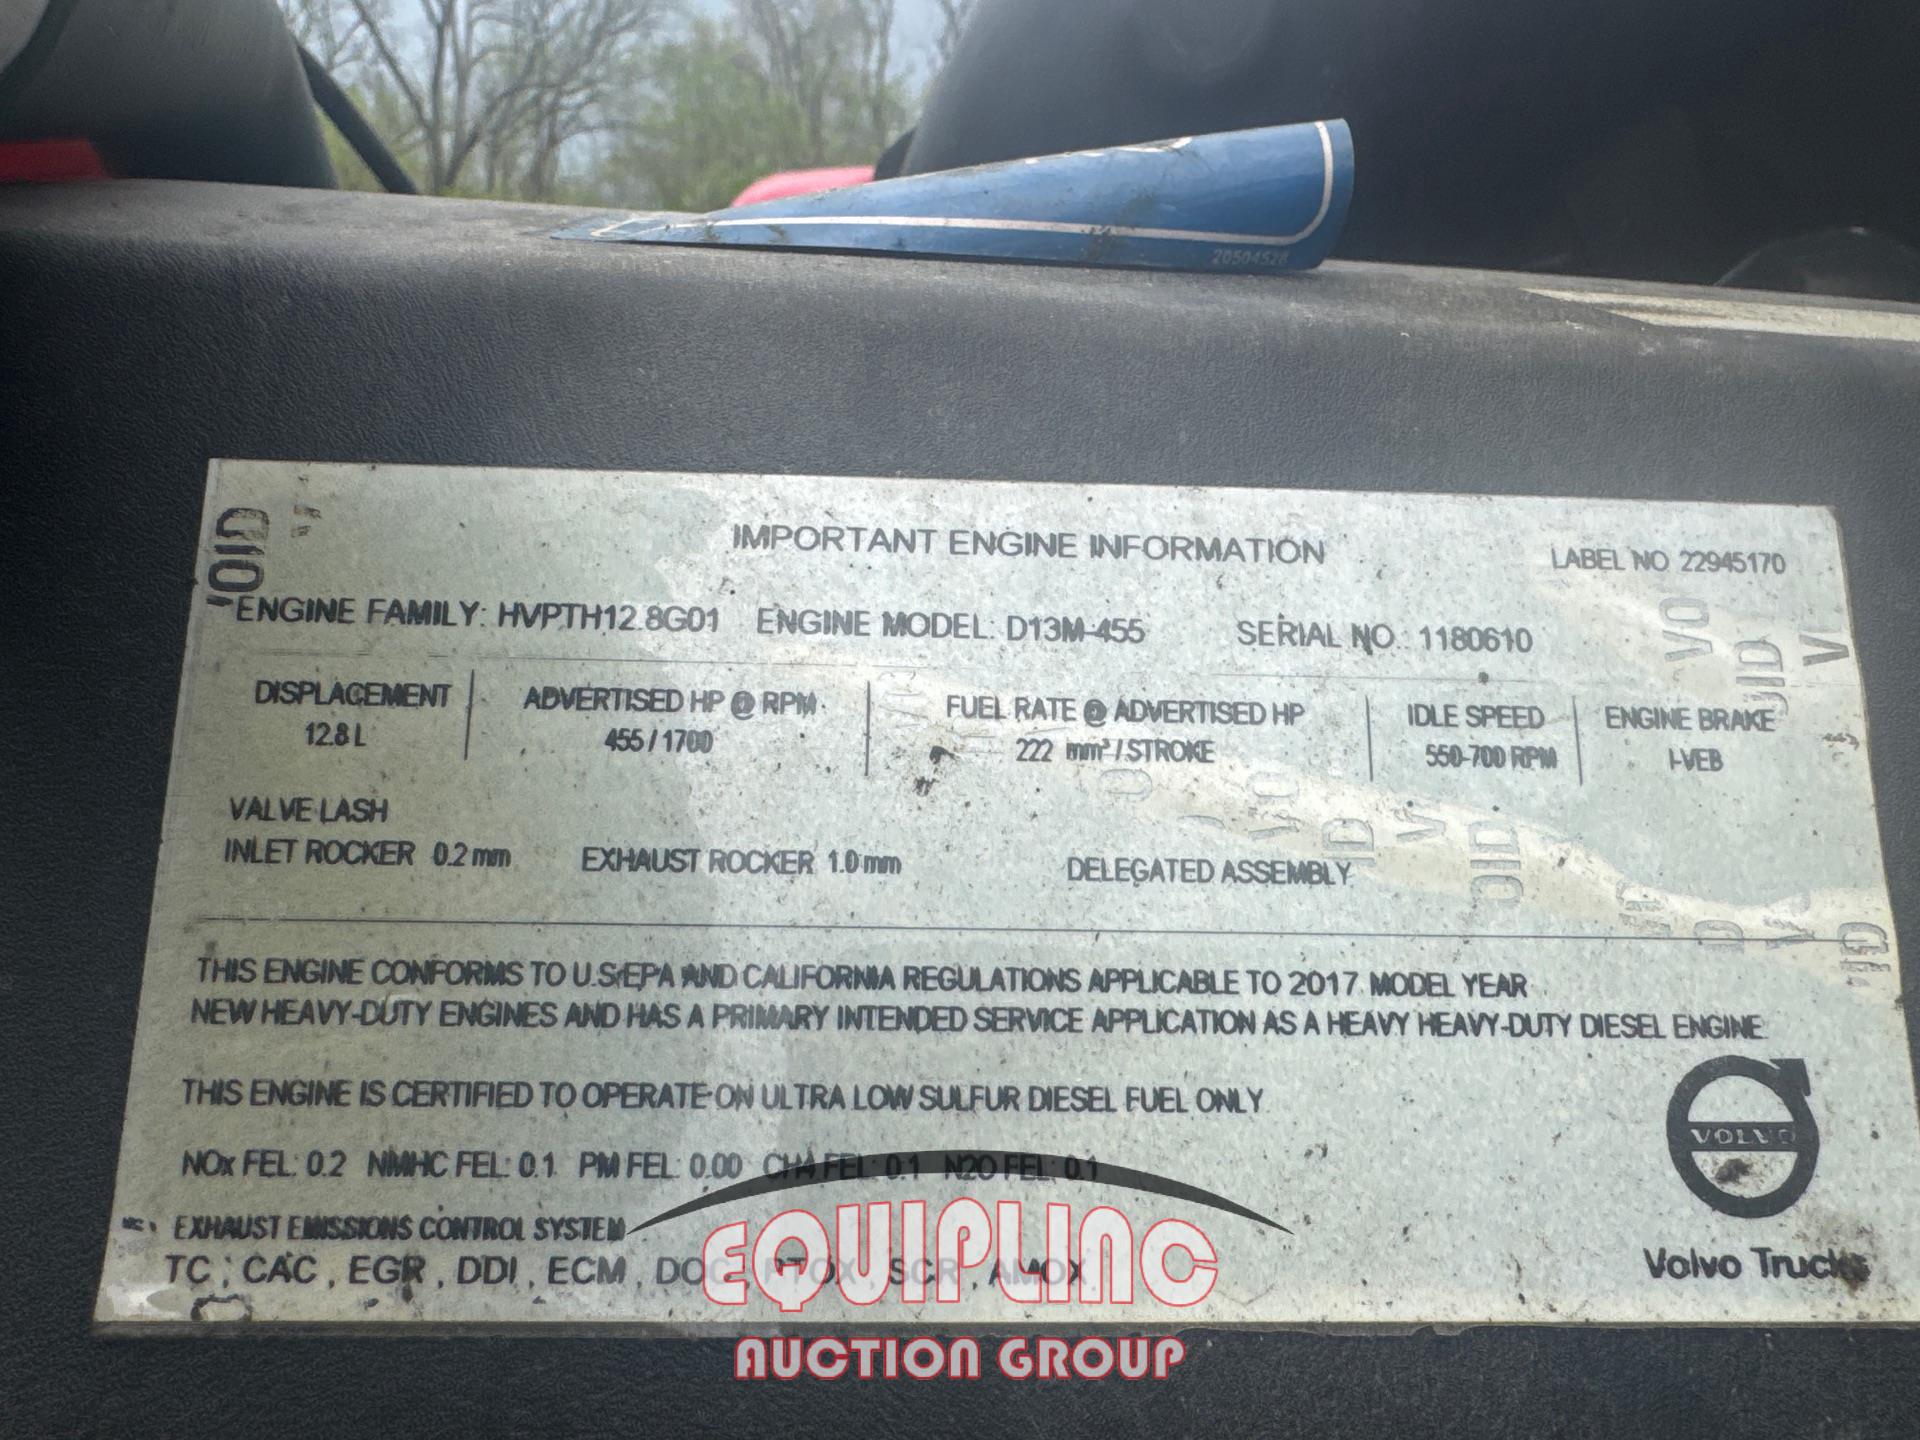 20504528
IMPORTANT ENGINE INFORMATION
LABEL NO 22945170
ENGINE FAMILY: HVPTH12.8G01 ENGINE MODEL: D13M-455 SERIAL NO.: 1180610
DISPLACEMENT ADVERTISED HP @ RPM FUEL RATE @ ADVERTISED HP IDLE SPEED ENGINE BRAKE
12.8 L 455 / 1700 222 mm³ / STROKE 550-700 RPM I-VEB
VALVE LASH
INLET ROCKER 0.2 mm EXHAUST ROCKER 1.0 mm DELEGATED ASSEMBLY
THIS ENGINE CONFORMS TO U.S.EPA AND CALIFORNIA REGULATIONS APPLICABLE TO 2017 MODEL YEAR
NEW HEAVY-DUTY ENGINES AND HAS A PRIMARY INTENDED SERVICE APPLICATION AS A HEAVY HEAVY-DUTY DIESEL ENGINE.
THIS ENGINE IS CERTIFIED TO OPERATE ON ULTRA LOW SULFUR DIESEL FUEL ONLY
VOLVO
NOx FEL: 0.2 NMHC FEL: 0.1 PM FEL: 0.00 CH4 FEL: 0.1 N2O FEL: 0.1
EXHAUST EMISSIONS CONTROL SYSTEM
TC , CAC , EGR , DDI , ECM , DOC , PTOX , SCR , AMOX
Volvo Trucks
EQUIPLINC
AUCTION GROUP